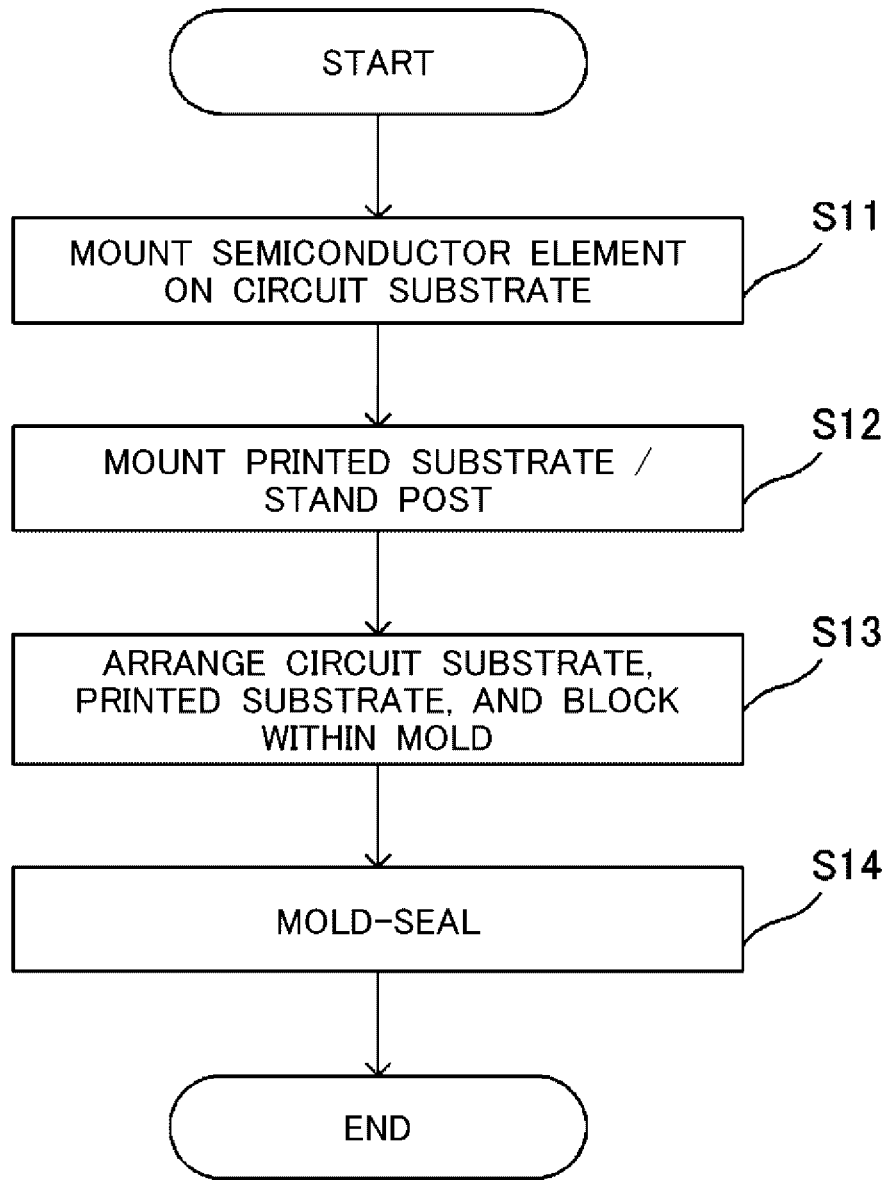 START
S11
MOUNT SEMICONDUCTOR ELEMENT
ON CIRCUIT SUBSTRATE
S12
MOUNT PRINTED SUBSTRATE /
STAND POST
S13
ARRANGE CIRCUIT SUBSTRATE,
PRINTED SUBSTRATE, AND BLOCK
WITHIN MOLD
S14
MOLD-SEAL
END